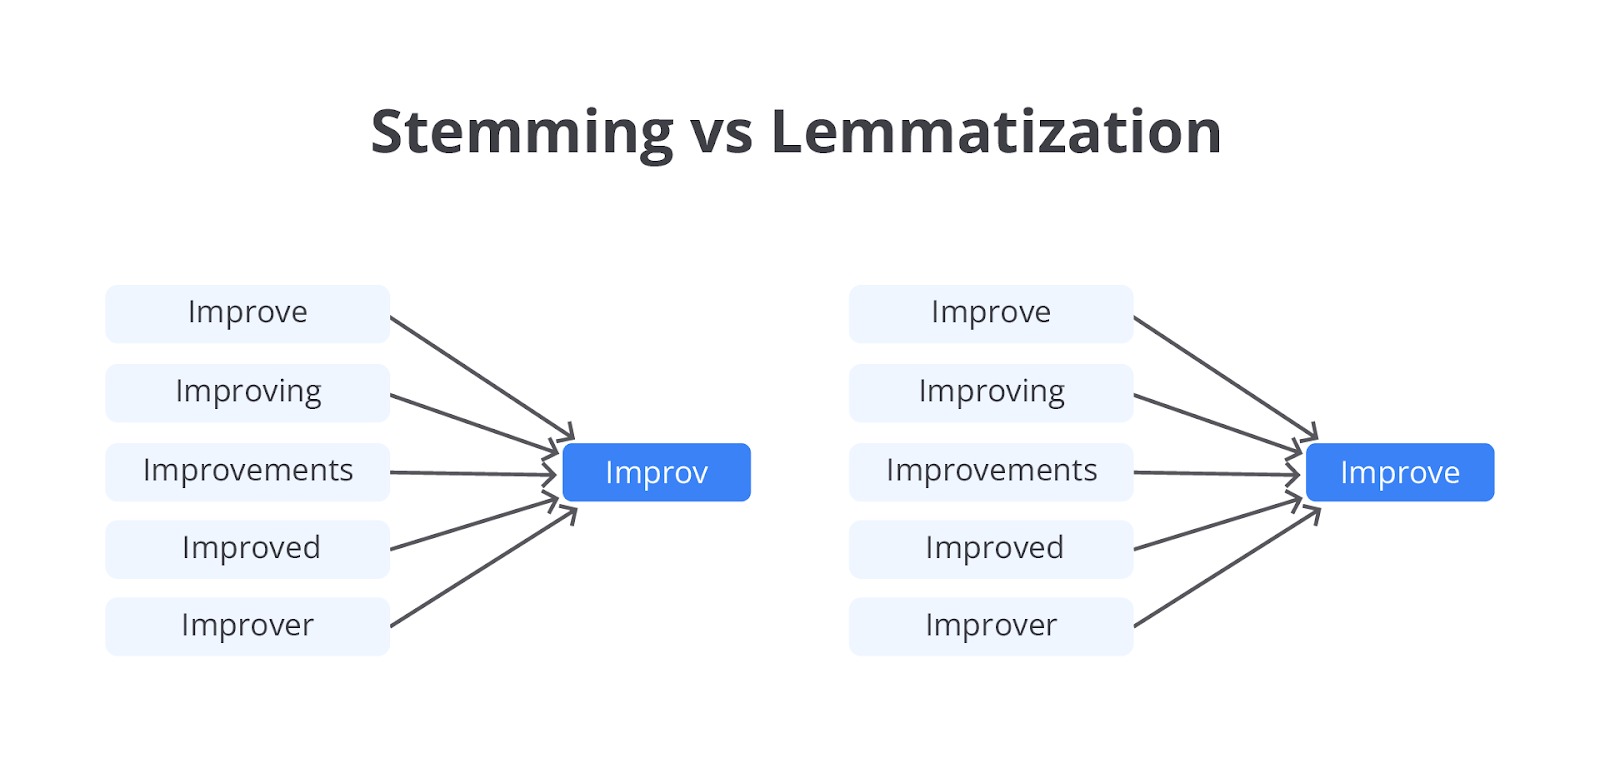 Stemming vs Lemmatization
Improve
Improving
Improvements
Improved
Improver
Improv
Improve
Improving
Improvements
Improved
Improver
Improve